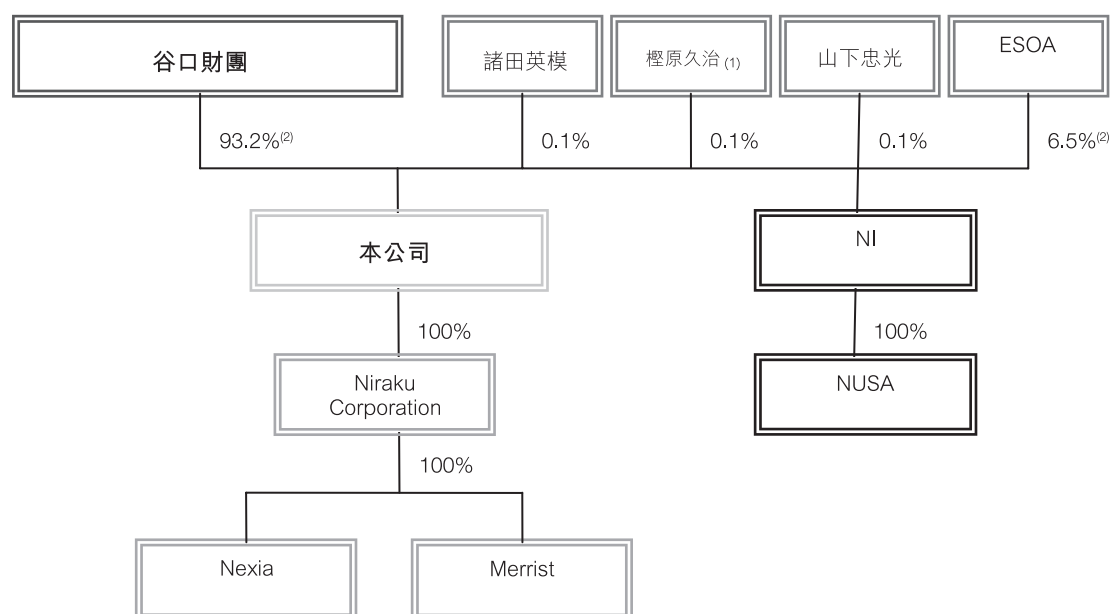 谷口財團
諸田英模
樫原久治 (1)
山下忠光
ESOA
93.2%(2)
0.1%
0.1%
0.1%
6.5%(2)
本公司
NI
100%
100%
Niraku
Corporation
NUSA
100%
Nexia
Merrist